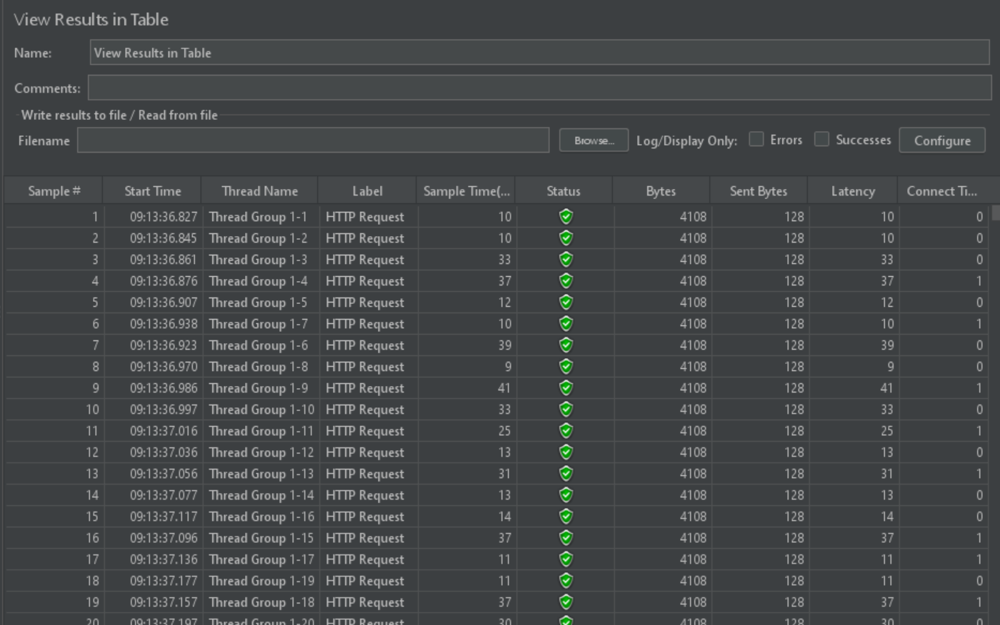 View Results in Table
Name: View Results in Table
Comments:
Write results to file / Read from file
Filename Browse... Log/Display Only: Errors Successes Configure
Sample # Start Time Thread Name Label Sample Time(... Status Bytes Sent Bytes Latency Connect Ti...
1 09:13:36.827 Thread Group 1-1 HTTP Request 10 4108 128 10 0
2 09:13:36.845 Thread Group 1-2 HTTP Request 10 4108 128 10 0
3 09:13:36.861 Thread Group 1-3 HTTP Request 33 4108 128 33 0
4 09:13:36.876 Thread Group 1-4 HTTP Request 37 4108 128 37 1
5 09:13:36.907 Thread Group 1-5 HTTP Request 12 4108 128 12 0
6 09:13:36.938 Thread Group 1-7 HTTP Request 10 4108 128 10 1
7 09:13:36.923 Thread Group 1-6 HTTP Request 39 4108 128 39 0
8 09:13:36.970 Thread Group 1-8 HTTP Request 9 4108 128 9 0
9 09:13:36.986 Thread Group 1-9 HTTP Request 41 4108 128 41 1
10 09:13:36.997 Thread Group 1-10 HTTP Request 33 4108 128 33 0
11 09:13:37.016 Thread Group 1-11 HTTP Request 25 4108 128 25 1
12 09:13:37.036 Thread Group 1-12 HTTP Request 13 4108 128 13 0
13 09:13:37.056 Thread Group 1-13 HTTP Request 31 4108 128 31 1
14 09:13:37.077 Thread Group 1-14 HTTP Request 13 4108 128 13 0
15 09:13:37.117 Thread Group 1-16 HTTP Request 14 4108 128 14 0
16 09:13:37.096 Thread Group 1-15 HTTP Request 37 4108 128 37 1
17 09:13:37.136 Thread Group 1-17 HTTP Request 11 4108 128 11 1
18 09:13:37.177 Thread Group 1-19 HTTP Request 11 4108 128 11 0
19 09:13:37.157 Thread Group 1-18 HTTP Request 37 4108 128 37 1
20 09:13:37.197 Thread Group 1-20 HTTP Request 30 4108 128 30 0